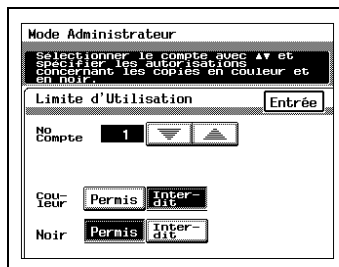 Mode Administrateur
Sélectionner le compte avec ▲▼ et
spécifier les autorisations
concernant les copies en couleur et
en noir.
Limite d'Utilisation
Entrée
No
Compte
1
Cou-
leur
Permis
Inter-
dit
Noir
Permis
Inter-
dit